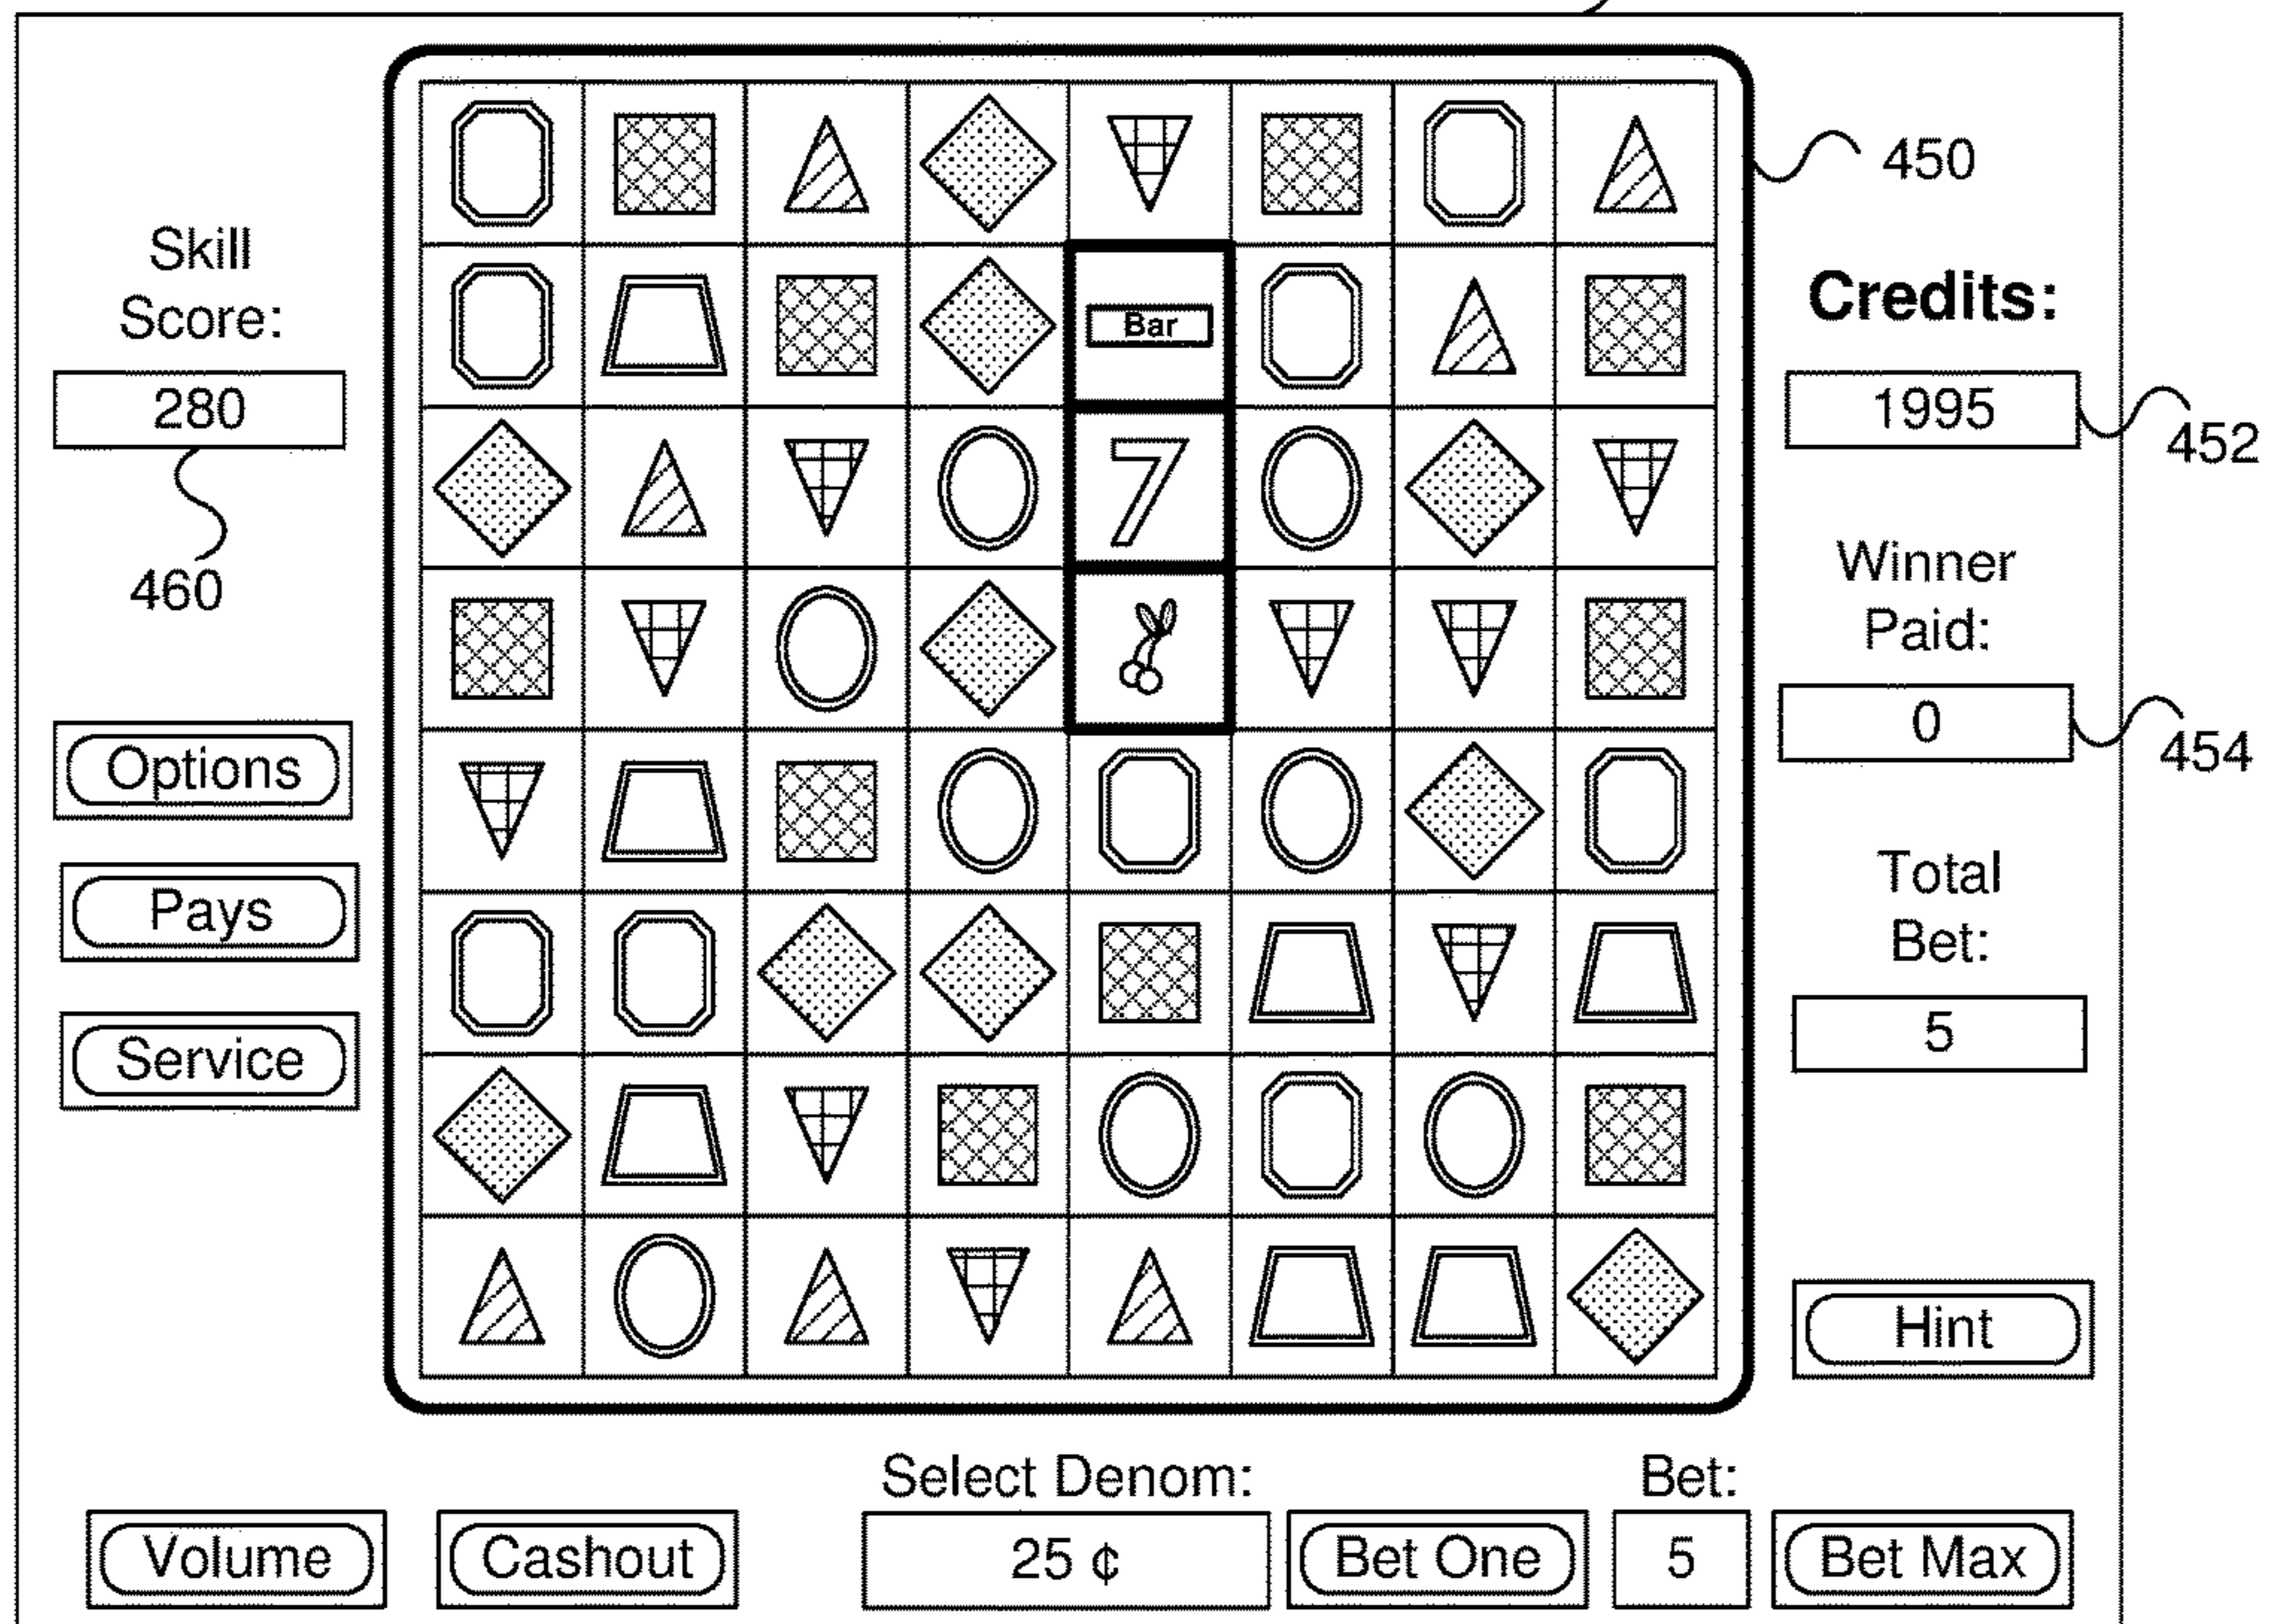 450
Skill
Score:
280
460
Credits:
1995
452
Bar
7
Winner
Paid:
0
454
Total
Bet:
5
Options
Pays
Service
Hint
Select Denom:
Bet:
Volume
Cashout
25 ¢
Bet One
5
Bet Max